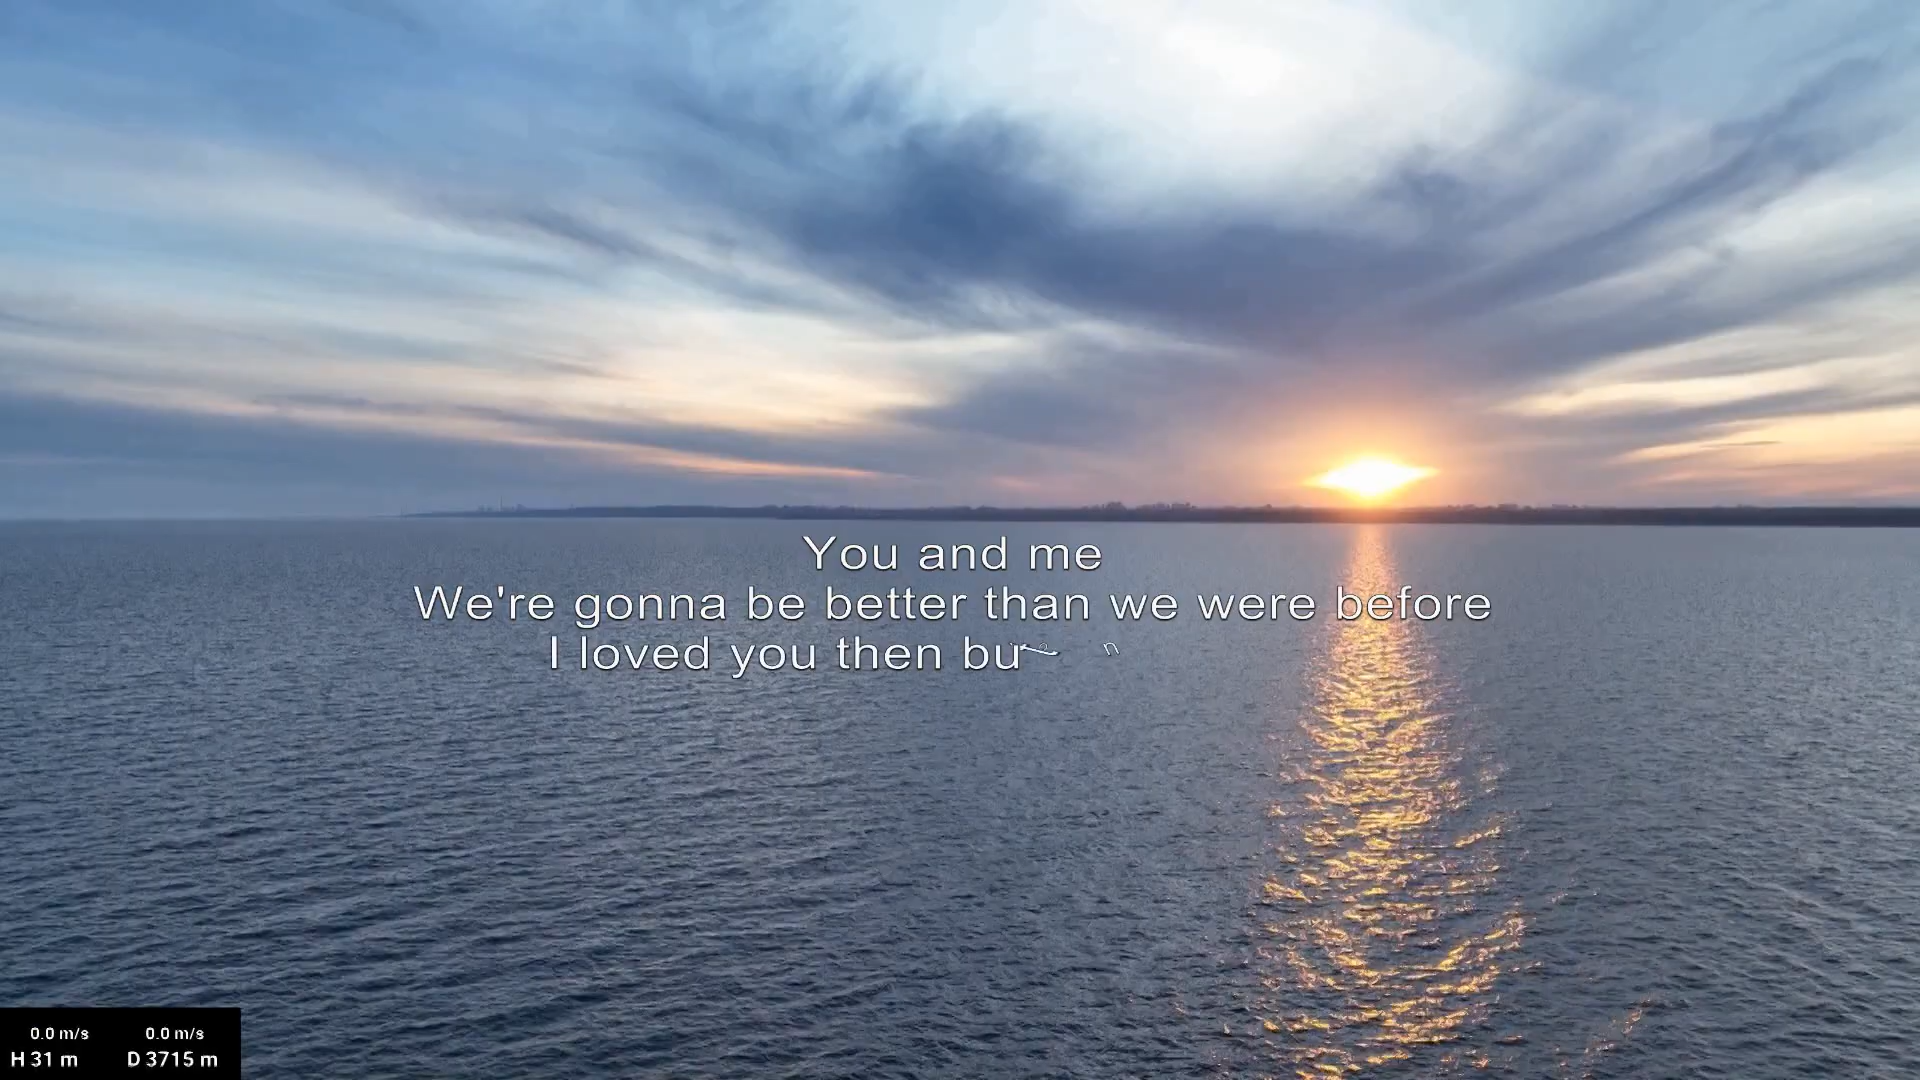 You and me
We're gonna be better than we were before
I loved you then bu
0.0 m/s 0.0 m/s
H 31 m D 3715 m